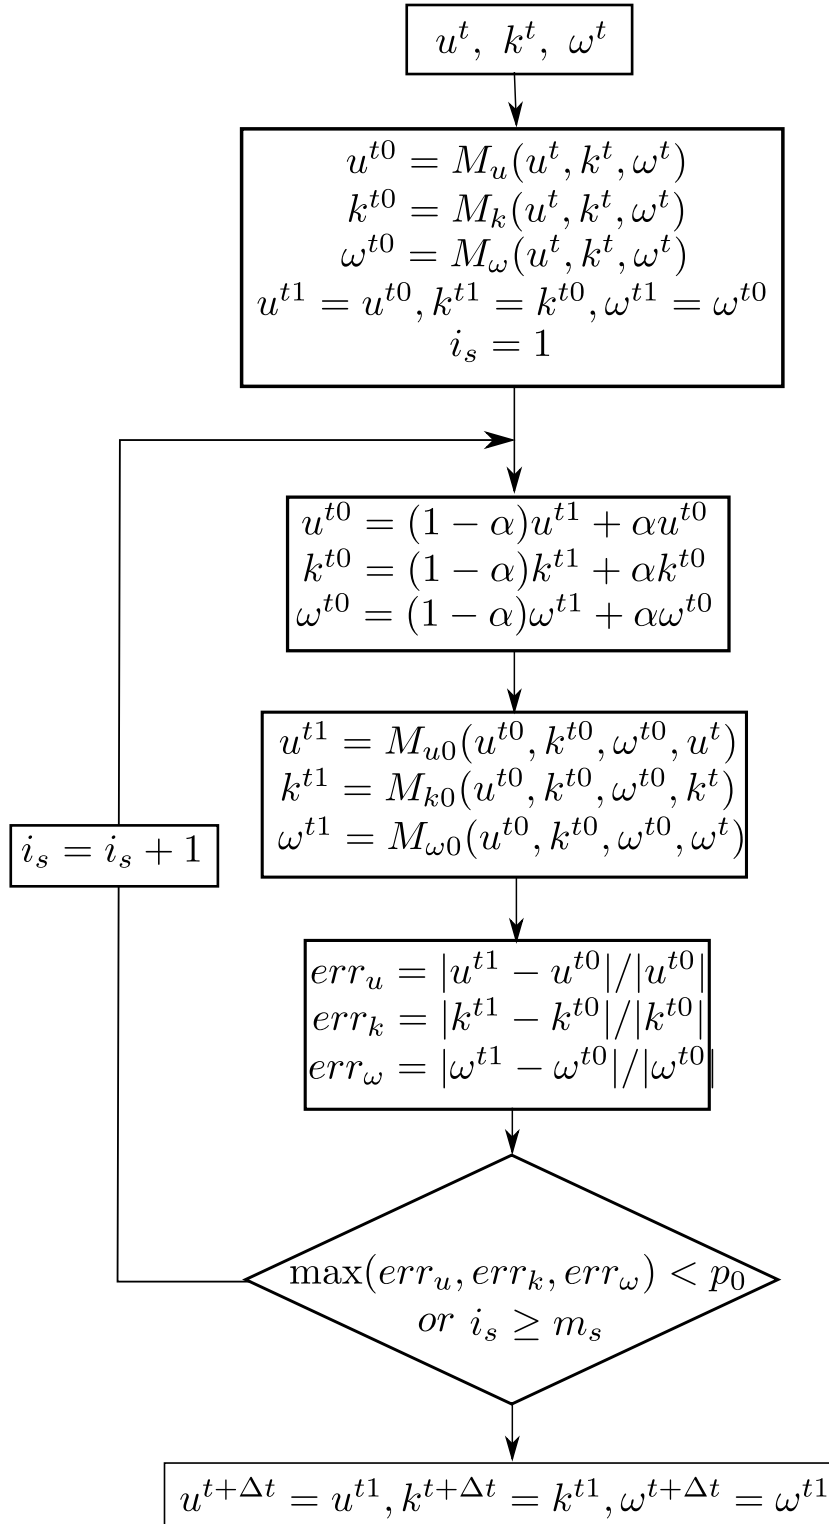 u^t, k^t, ω^t
u^{t0} = M_u(u^t, k^t, ω^t)
k^{t0} = M_k(u^t, k^t, ω^t)
ω^{t0} = M_ω(u^t, k^t, ω^t)
u^{t1} = u^{t0}, k^{t1} = k^{t0}, ω^{t1} = ω^{t0}
i_s = 1
u^{t0} = (1 − α)u^{t1} + αu^{t0}
k^{t0} = (1 − α)k^{t1} + αk^{t0}
ω^{t0} = (1 − α)ω^{t1} + αω^{t0}
u^{t1} = M_{u0}(u^{t0}, k^{t0}, ω^{t0}, u^t)
k^{t1} = M_{k0}(u^{t0}, k^{t0}, ω^{t0}, k^t)
ω^{t1} = M_{ω0}(u^{t0}, k^{t0}, ω^{t0}, ω^t)
i_s = i_s + 1
err_u = |u^{t1} − u^{t0}|/|u^{t0}|
err_k = |k^{t1} − k^{t0}|/|k^{t0}|
err_ω = |ω^{t1} − ω^{t0}|/|ω^{t0}|
max(err_u, err_k, err_ω) < p_0
or i_s ≥ m_s
u^{t+Δt} = u^{t1}, k^{t+Δt} = k^{t1}, ω^{t+Δt} = ω^{t1}